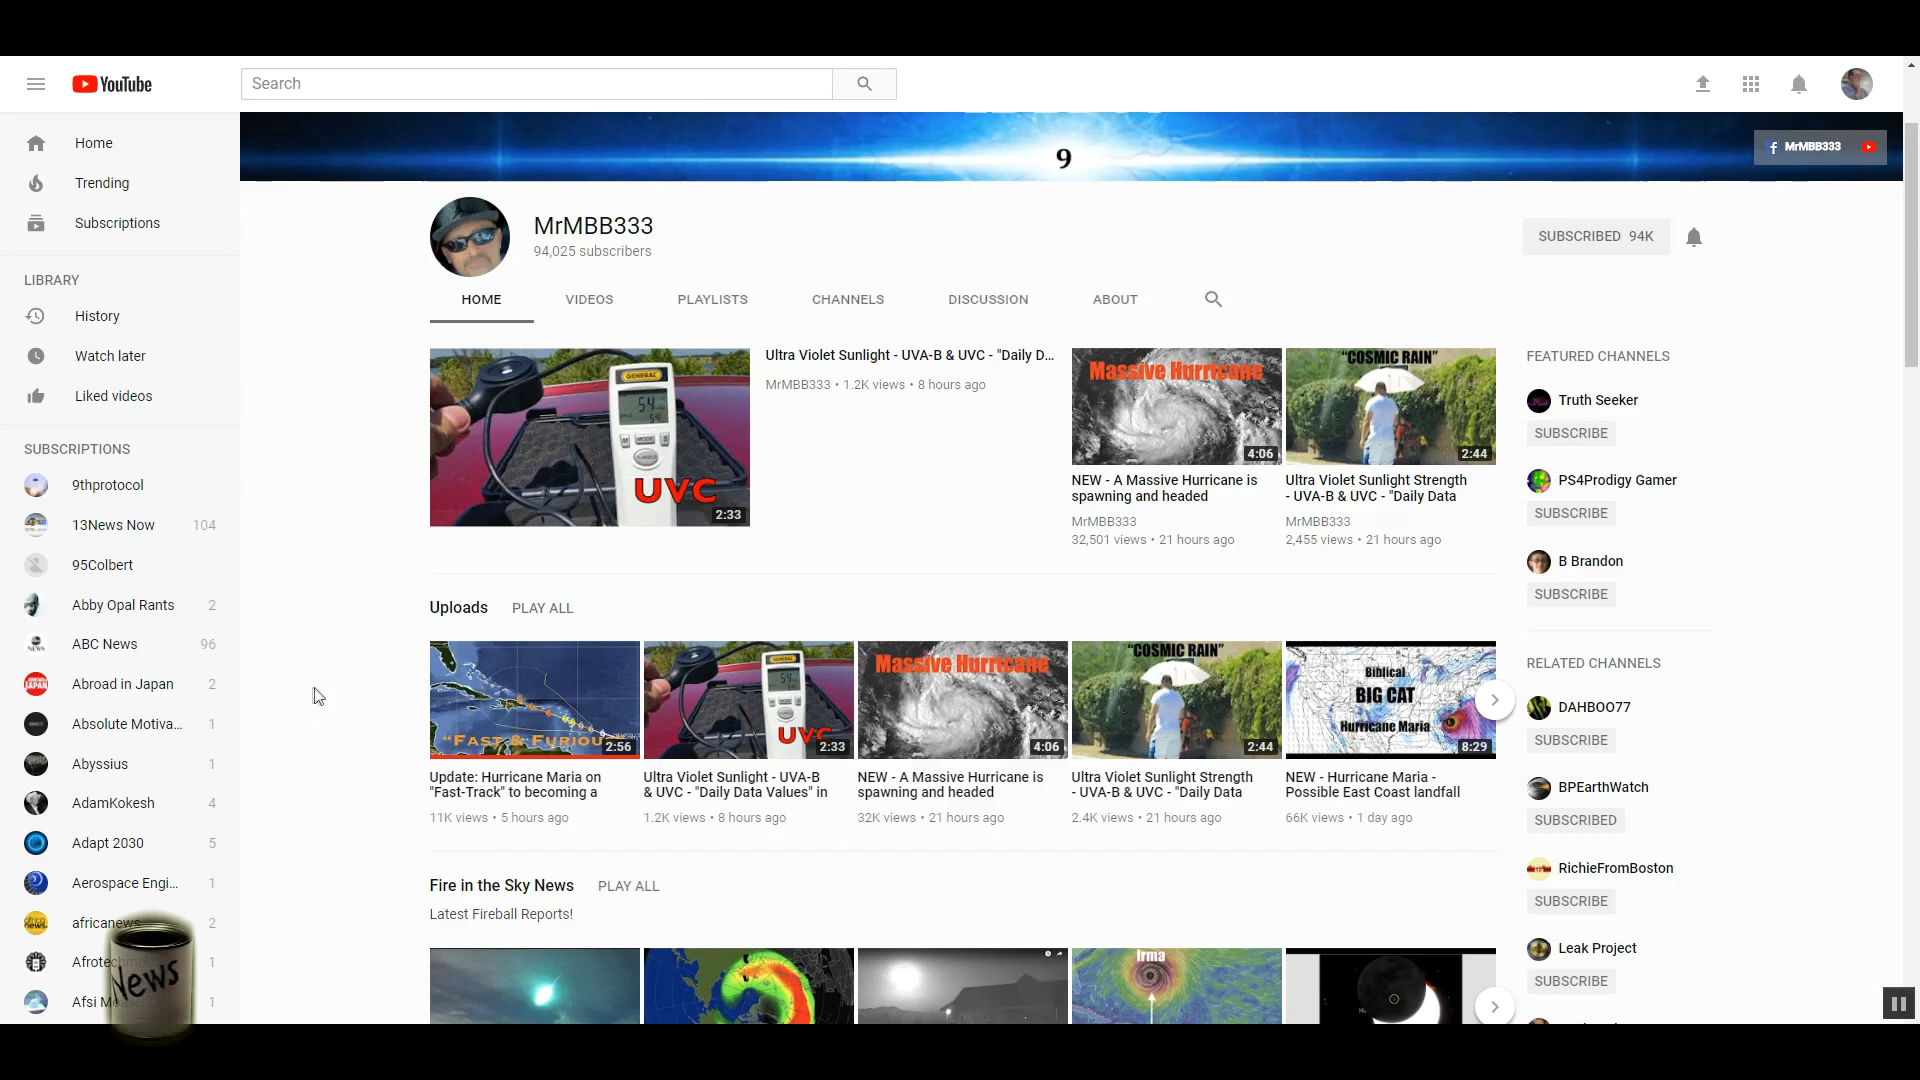 YouTube
Search
Home
Trending
Subscriptions
LIBRARY
History
Watch later
Liked videos
SUBSCRIPTIONS
9thprotocol
13News Now 104
95Colbert
Abby Opal Rants 2
ABC News 96
Abroad in Japan 2
Absolute Motiva... 1
Abyssius 1
AdamKokesh 4
Adapt 2030 5
Aerospace Engi... 1
africanews 2
Afrotech 1
Afsi M 1
News
9
MrMBB333
MrMBB333
94,025 subscribers
SUBSCRIBED 94K
HOME VIDEOS PLAYLISTS CHANNELS DISCUSSION ABOUT
GENERAL
54
MODE
UVC
2:33
Ultra Violet Sunlight - UVA-B & UVC - "Daily D...
MrMBB333 • 1.2K views • 8 hours ago
Massive Hurricane
4:06
NEW - A Massive Hurricane is
spawning and headed
MrMBB333
32,501 views • 21 hours ago
"COSMIC RAIN"
2:44
Ultra Violet Sunlight Strength
- UVA-B & UVC - "Daily Data
MrMBB333
2,455 views • 21 hours ago
Uploads PLAY ALL
"FAST & FURIOUS
2:56
Update: Hurricane Maria on
"Fast-Track" to becoming a
11K views • 5 hours ago
54
UVC
2:33
Ultra Violet Sunlight - UVA-B
& UVC - "Daily Data Values" in
1.2K views • 8 hours ago
Massive Hurricane
4:06
NEW - A Massive Hurricane is
spawning and headed
32K views • 21 hours ago
"COSMIC RAIN"
2:44
Ultra Violet Sunlight Strength
- UVA-B & UVC - "Daily Data
2.4K views • 21 hours ago
Biblical
BIG CAT
Hurricane Maria
8:29
NEW - Hurricane Maria -
Possible East Coast landfall
66K views • 1 day ago
Fire in the Sky News PLAY ALL
Latest Fireball Reports!
Irma
FEATURED CHANNELS
Truth Seeker
SUBSCRIBE
PS4Prodigy Gamer
SUBSCRIBE
B Brandon
SUBSCRIBE
RELATED CHANNELS
DAHBOO77
SUBSCRIBE
BPEarthWatch
SUBSCRIBED
RichieFromBoston
SUBSCRIBE
Leak Project
SUBSCRIBE